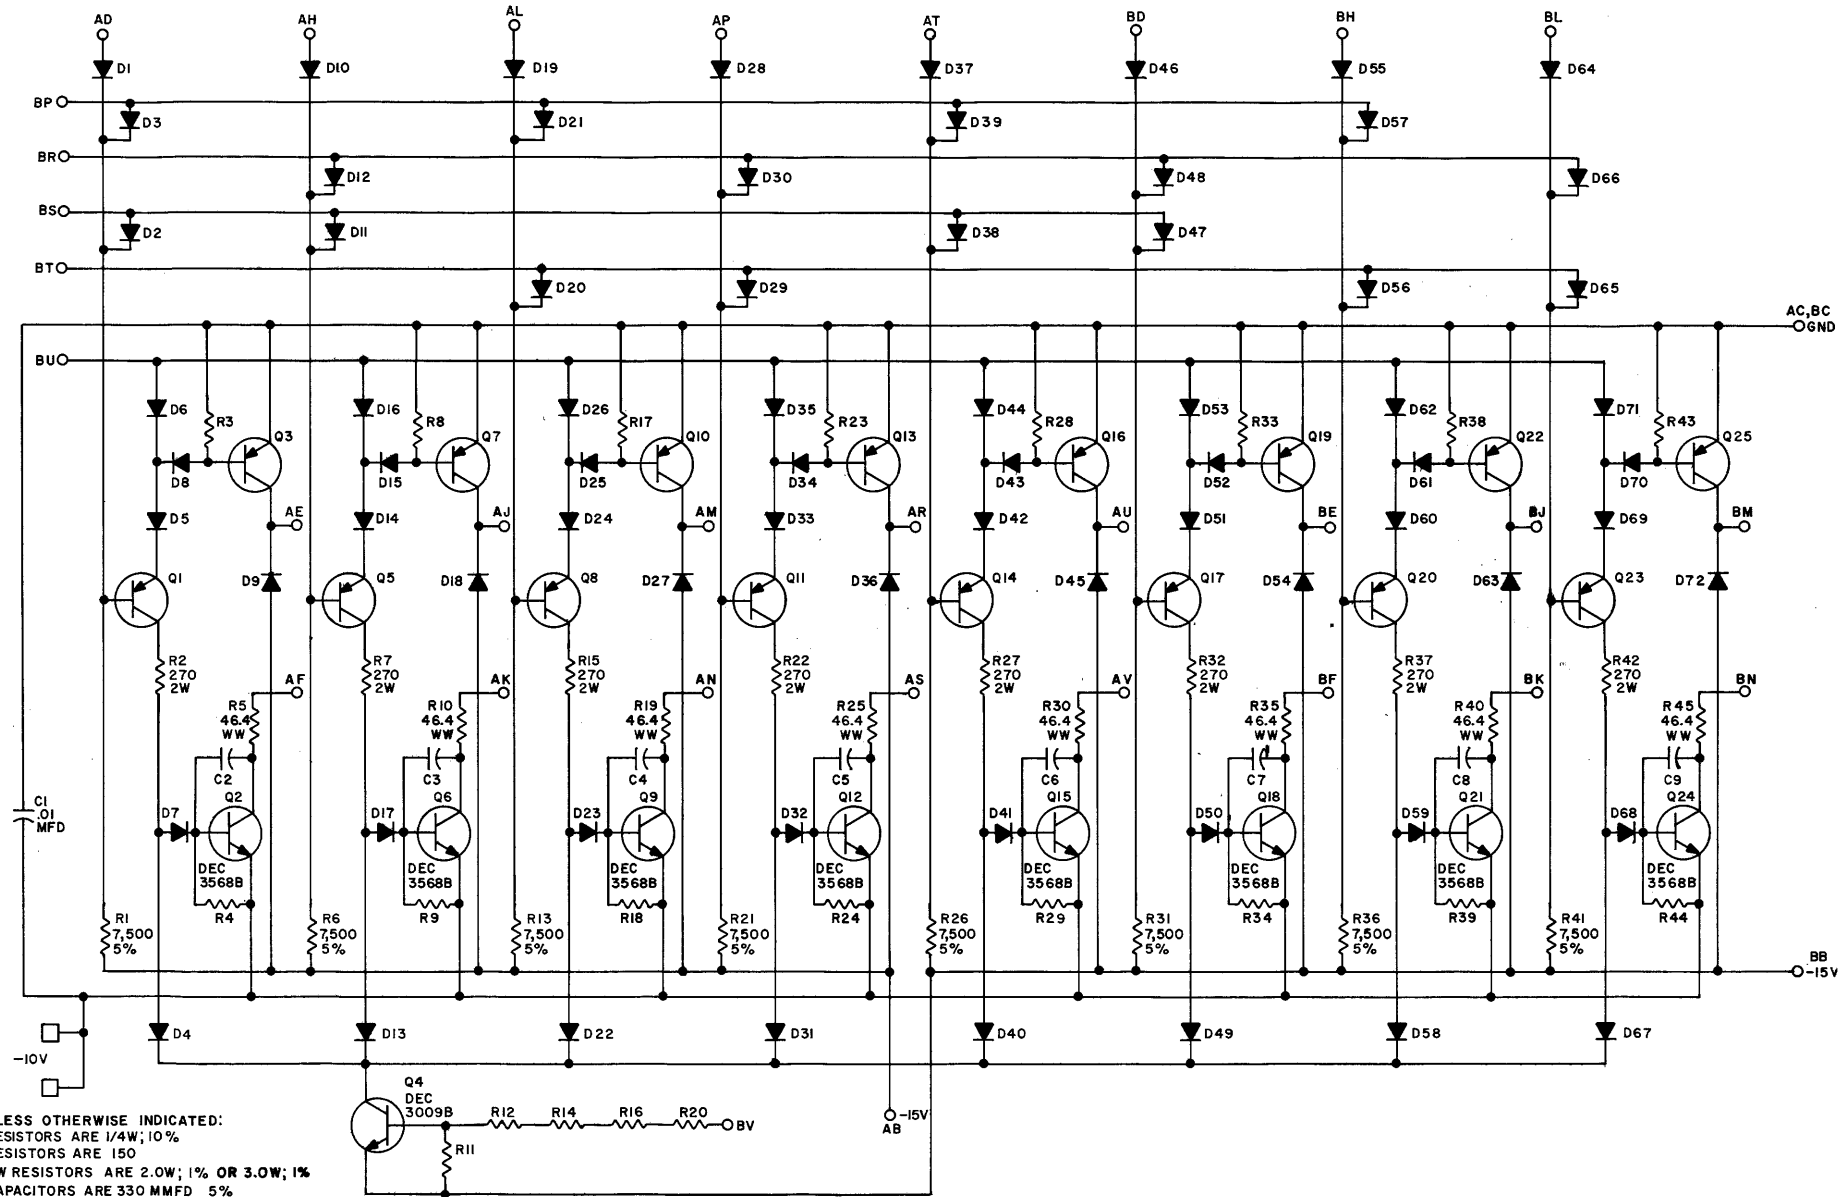 AD AH AL AP AT BD BH BL
D1 D10 D19 D28 D37 D46 D55 D64
BP
D3 D21 D39 D57
BR
D12 D30 D48 D66
BS
D2 D11 D38 D47
BT
D20 D29 D56 D65
AC,BC
GND
BU
D6 R3 Q3 D16 R8 Q7 D26 R17 Q10 D35 R23 Q13 D44 R28 Q16 D53 R33 Q19 D62 R38 Q22 D71 R43 Q25
D8 D15 D25 D34 D43 D52 D61 D70
D5 AE D14 AJ D24 AM D33 AR D42 AU D51 BE D60 BJ D69 BM
Q1 D9 Q5 D18 Q8 D27 Q11 D36 Q14 D45 Q17 D54 Q20 D63 Q23 D72
R2 R7 R15 R22 R27 R32 R37 R42
270 270 270 270 270 270 270 270
2W 2W 2W 2W 2W 2W 2W 2W
AF AK AN AS AV BF BK BN
R5 R10 R19 R25 R30 R35 R40 R45
46.4 46.4 46.4 46.4 46.4 46.4 46.4 46.4
WW WW WW WW WW WW WW WW
C2 C3 C4 C5 C6 C7 C8 C9
C1
.01
MFD
D7 Q2 D17 Q6 D23 Q9 D32 Q12 D41 Q15 D50 Q18 D59 Q21 D68 Q24
DEC DEC DEC DEC DEC DEC DEC DEC
3568B 3568B 3568B 3568B 3568B 3568B 3568B 3568B
R4 R9 R18 R24 R29 R34 R39 R44
R1 R6 R13 R21 R26 R31 R36 R41
7,500 7,500 7,500 7,500 7,500 7,500 7,500 7,500
5% 5% 5% 5% 5% 5% 5% 5%
BB
-15V
D4 D13 D22 D31 D40 D49 D58 D67
-10V
Q4
DEC
3009B
R12 R14 R16 R20 BV
R11
-15V
AB
LESS OTHERWISE INDICATED:
ESISTORS ARE 1/4W; 10%
ESISTORS ARE 150
W RESISTORS ARE 2.0W; 1% OR 3.0W; 1%
APACITORS ARE 330 MMFD 5%